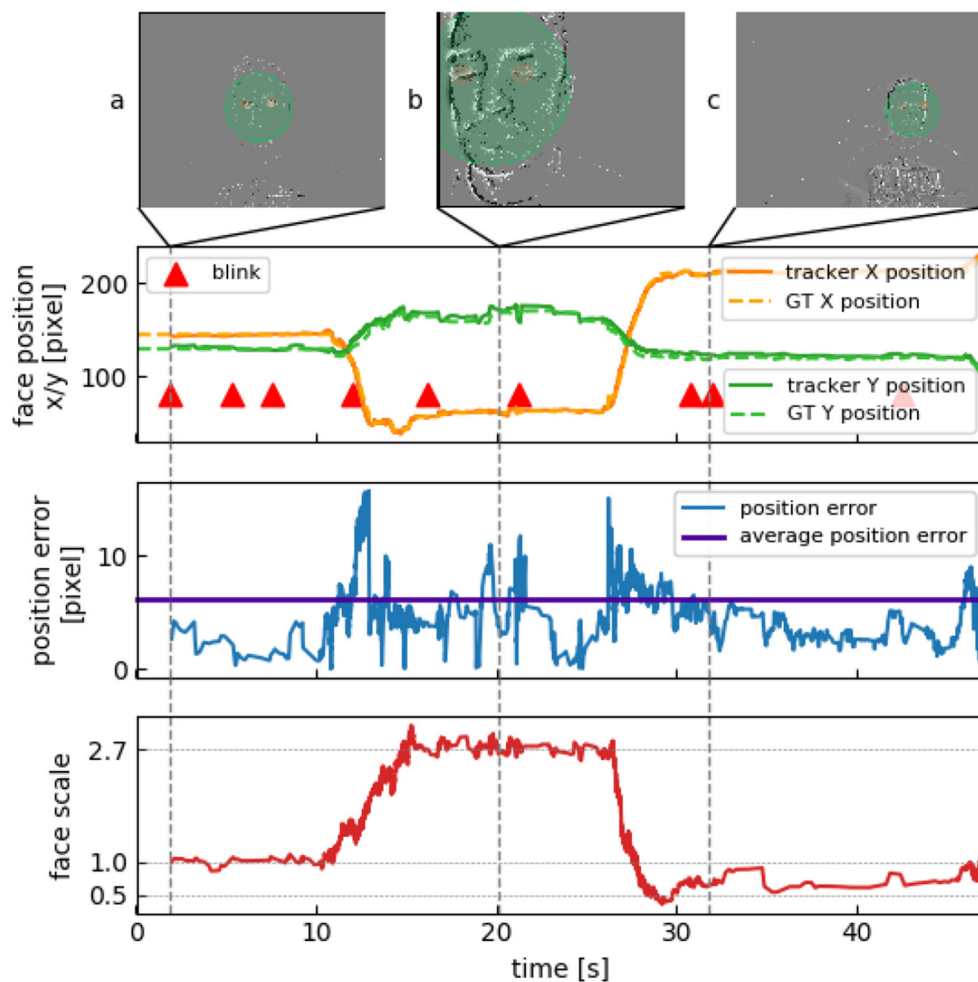 a
b
c
face position
x/y [pixel]
200
100
blink
tracker X position
GT X position
tracker Y position
GT Y position
position error
[pixel]
10
0
position error
average position error
face scale
2.7
1.0
0.5
0
10
20
30
40
time [s]